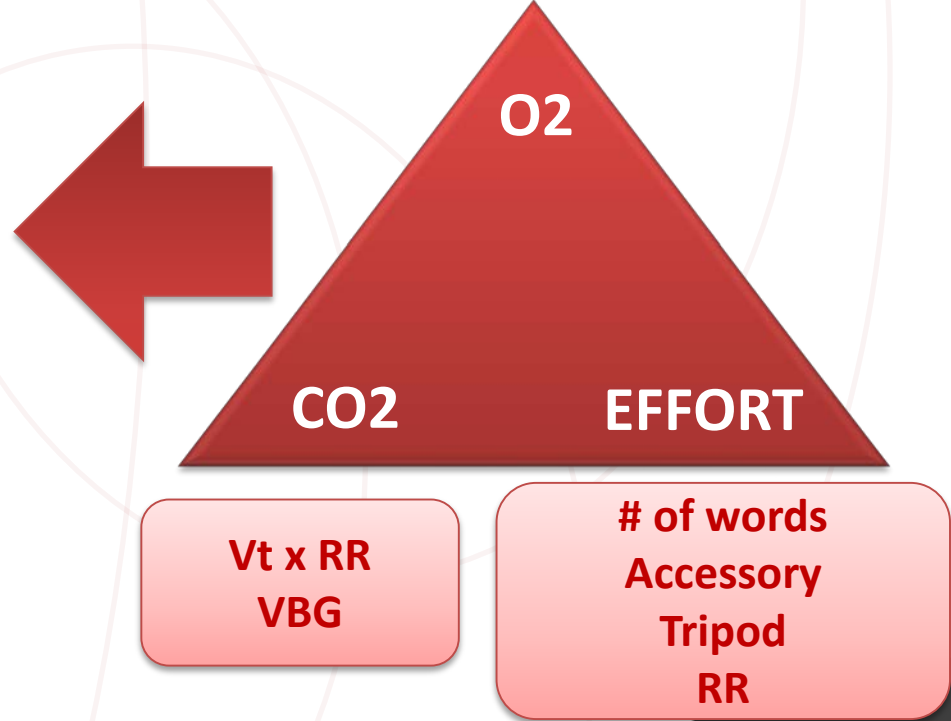 O2
CO2
EFFORT
Vt x RR
VBG
# of words
Accessory
Tripod
RR